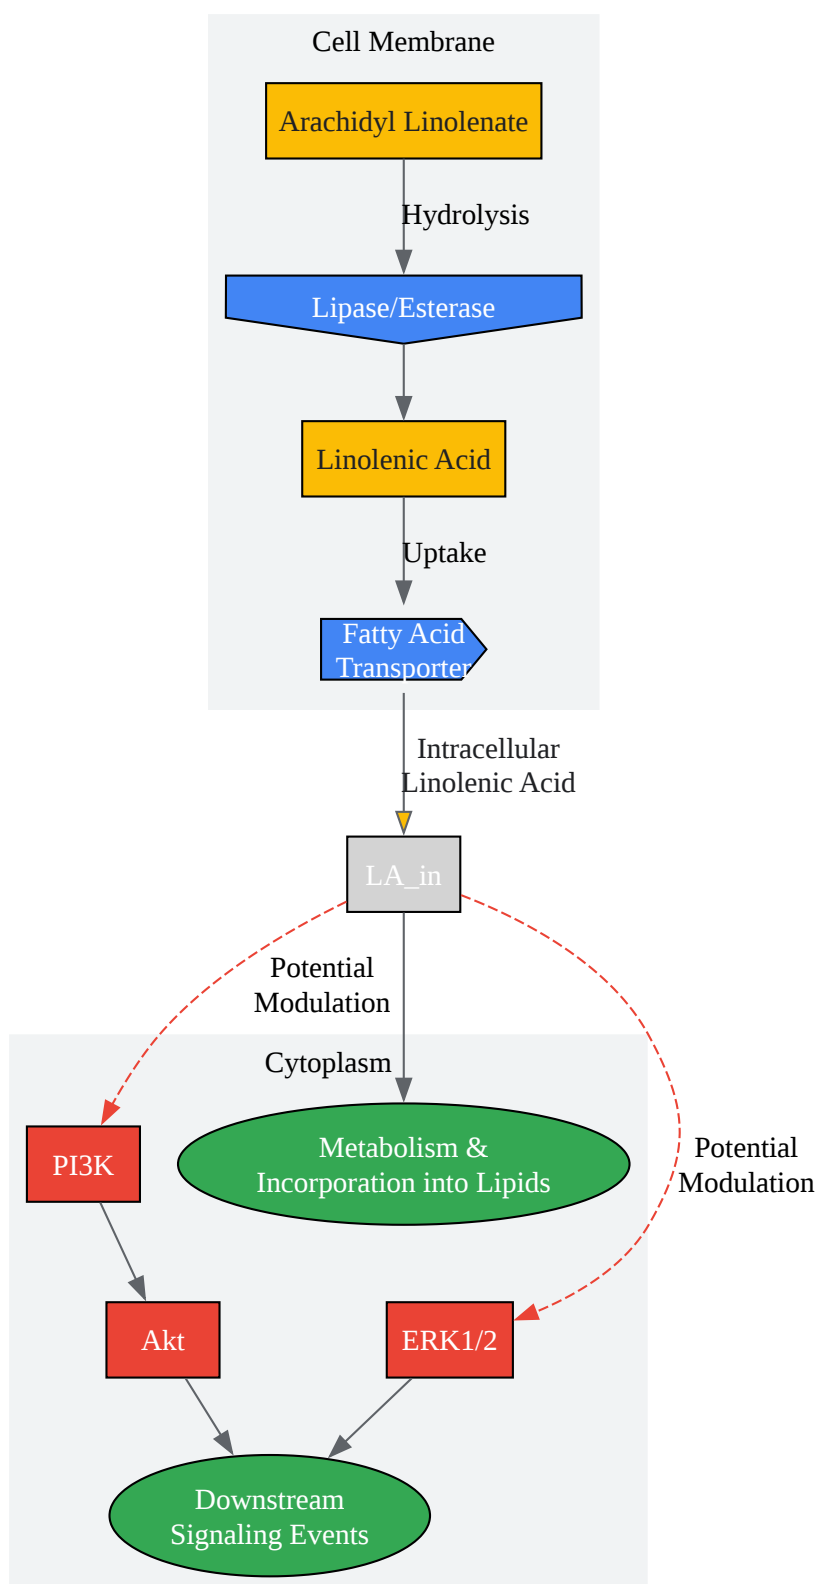 Cell Membrane
Arachidyl Linolenate
Hydrolysis
Lipase/Esterase
Linolenic Acid
Uptake
Fatty Acid
Transporter
Intracellular
Linolenic Acid
LA_in
Potential
Modulation
Cytoplasm
PI3K
Metabolism &
Incorporation into Lipids
Potential
Modulation
Akt
ERK1/2
Downstream
Signaling Events